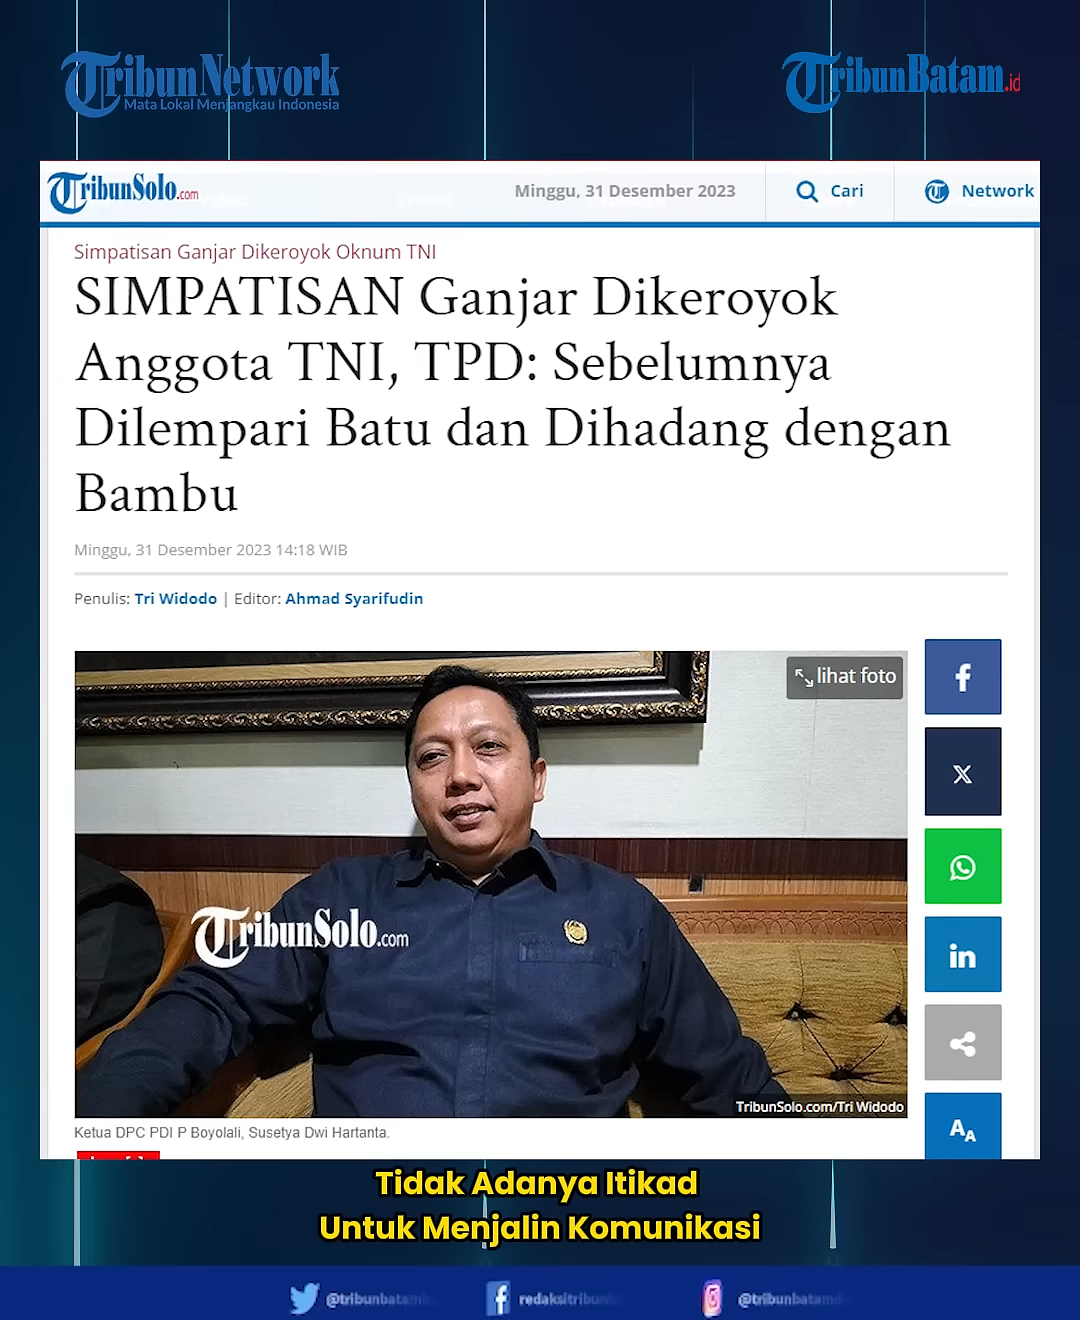 TribunNetwork
Mata Lokal Menjangkau Indonesia
TribunBatam.id
TribunSolo.com
Minggu, 31 Desember 2023
Cari
Network
Simpatisan Ganjar Dikeroyok Oknum TNI
SIMPATISAN Ganjar Dikeroyok
Anggota TNI, TPD: Sebelumnya
Dilempari Batu dan Dihadang dengan
Bambu
Minggu, 31 Desember 2023 14:18 WIB
Penulis: Tri Widodo | Editor: Ahmad Syarifudin
lihat foto
TribunSolo.com
TribunSolo.com/Tri Widodo
Ketua DPC PDI P Boyolali, Susetya Dwi Hartanta.
AA
Tidak Adanya Itikad
Untuk Menjalin Komunikasi